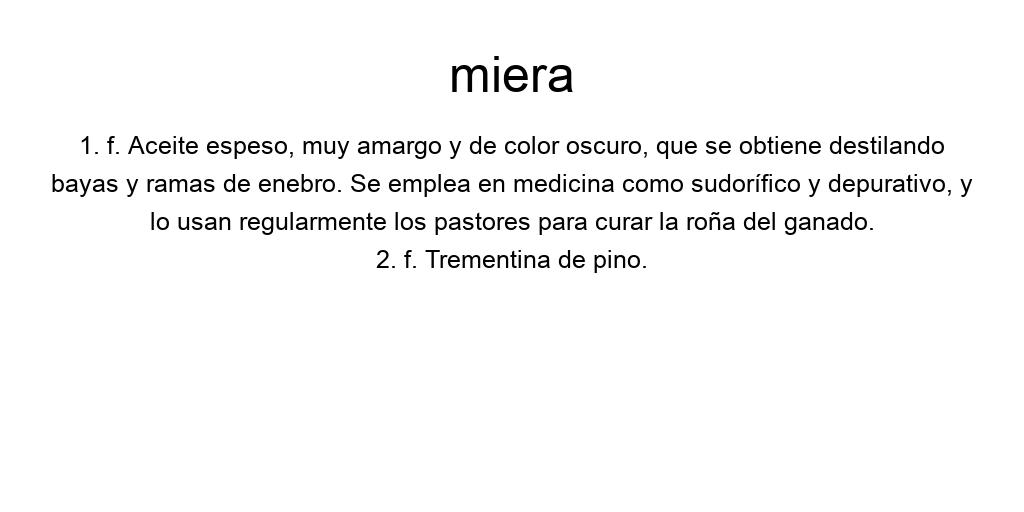 miera
1. f. Aceite espeso, muy amargo y de color oscuro, que se obtiene destilando
bayas y ramas de enebro. Se emplea en medicina como sudorífico y depurativo, y
lo usan regularmente los pastores para curar la roña del ganado.
2. f. Trementina de pino.